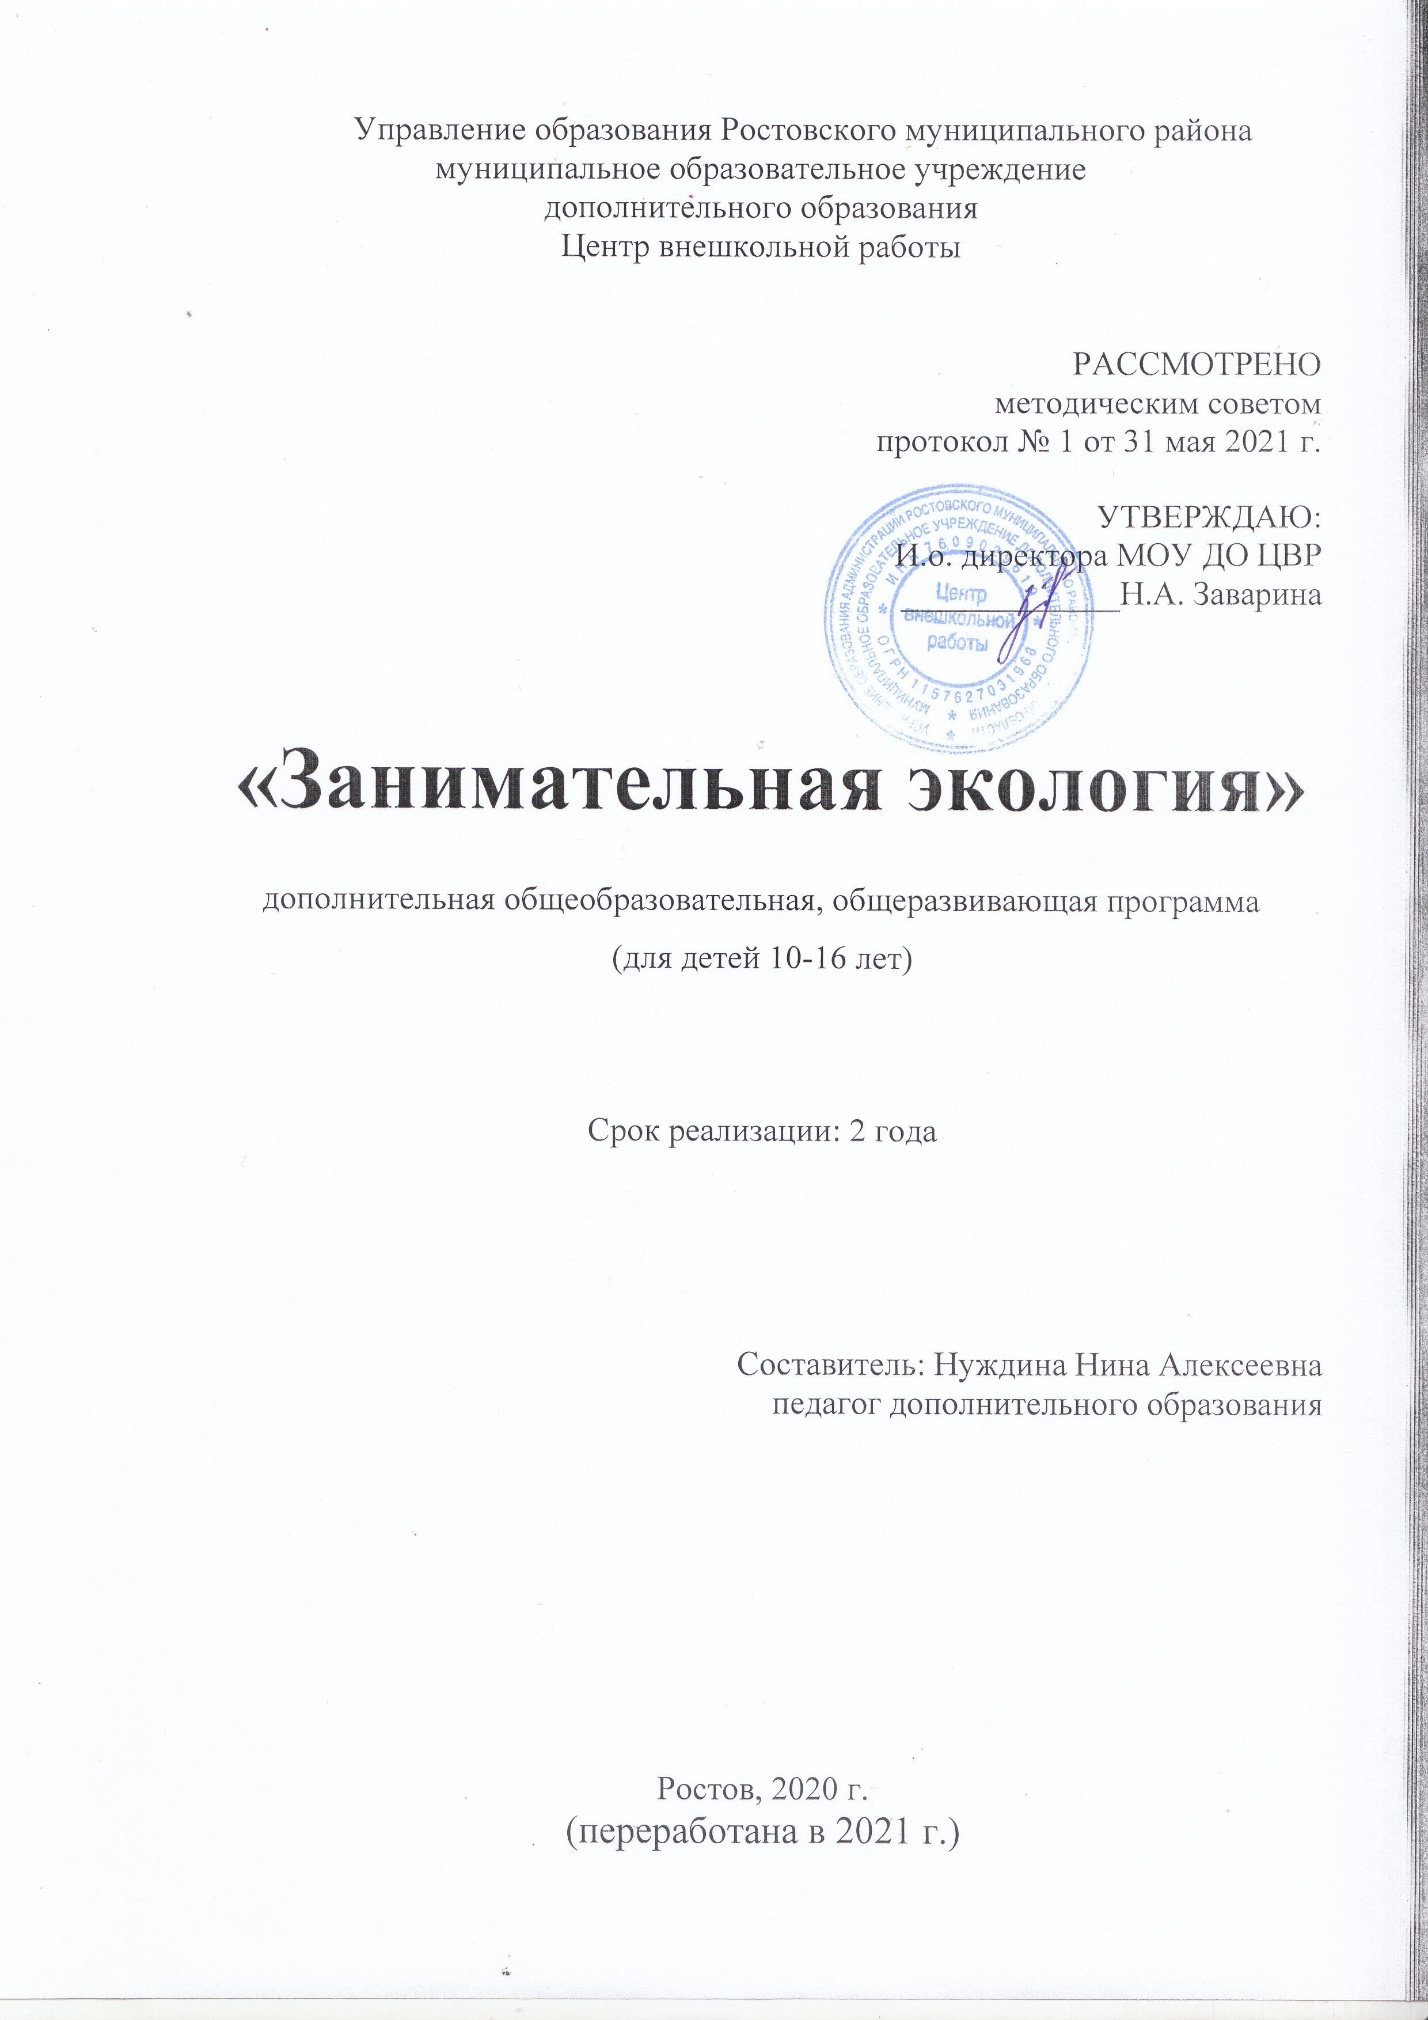 Управление образования Ростовского муниципального района
муниципальное образовательное учреждение
дополнительного образования
Центр внешкольной работы
РАССМОТРЕНО
методическим советом
протокол № 1 от 31 мая 2021 г.
УТВЕРЖДАЮ:
И.о. директора МОУ ДО ЦВР
Н.А. Заварина
Центр
внешкольной
работы
ОГРН 1157627031968
«Занимательная экология»
дополнительная общеобразовательная, общеразвивающая программа
(для детей 10-16 лет)
Срок реализации: 2 года
Составитель: Нуждина Нина Алексеевна
педагог дополнительного образования
Ростов, 2020 г.
(переработана в 2021 г.)